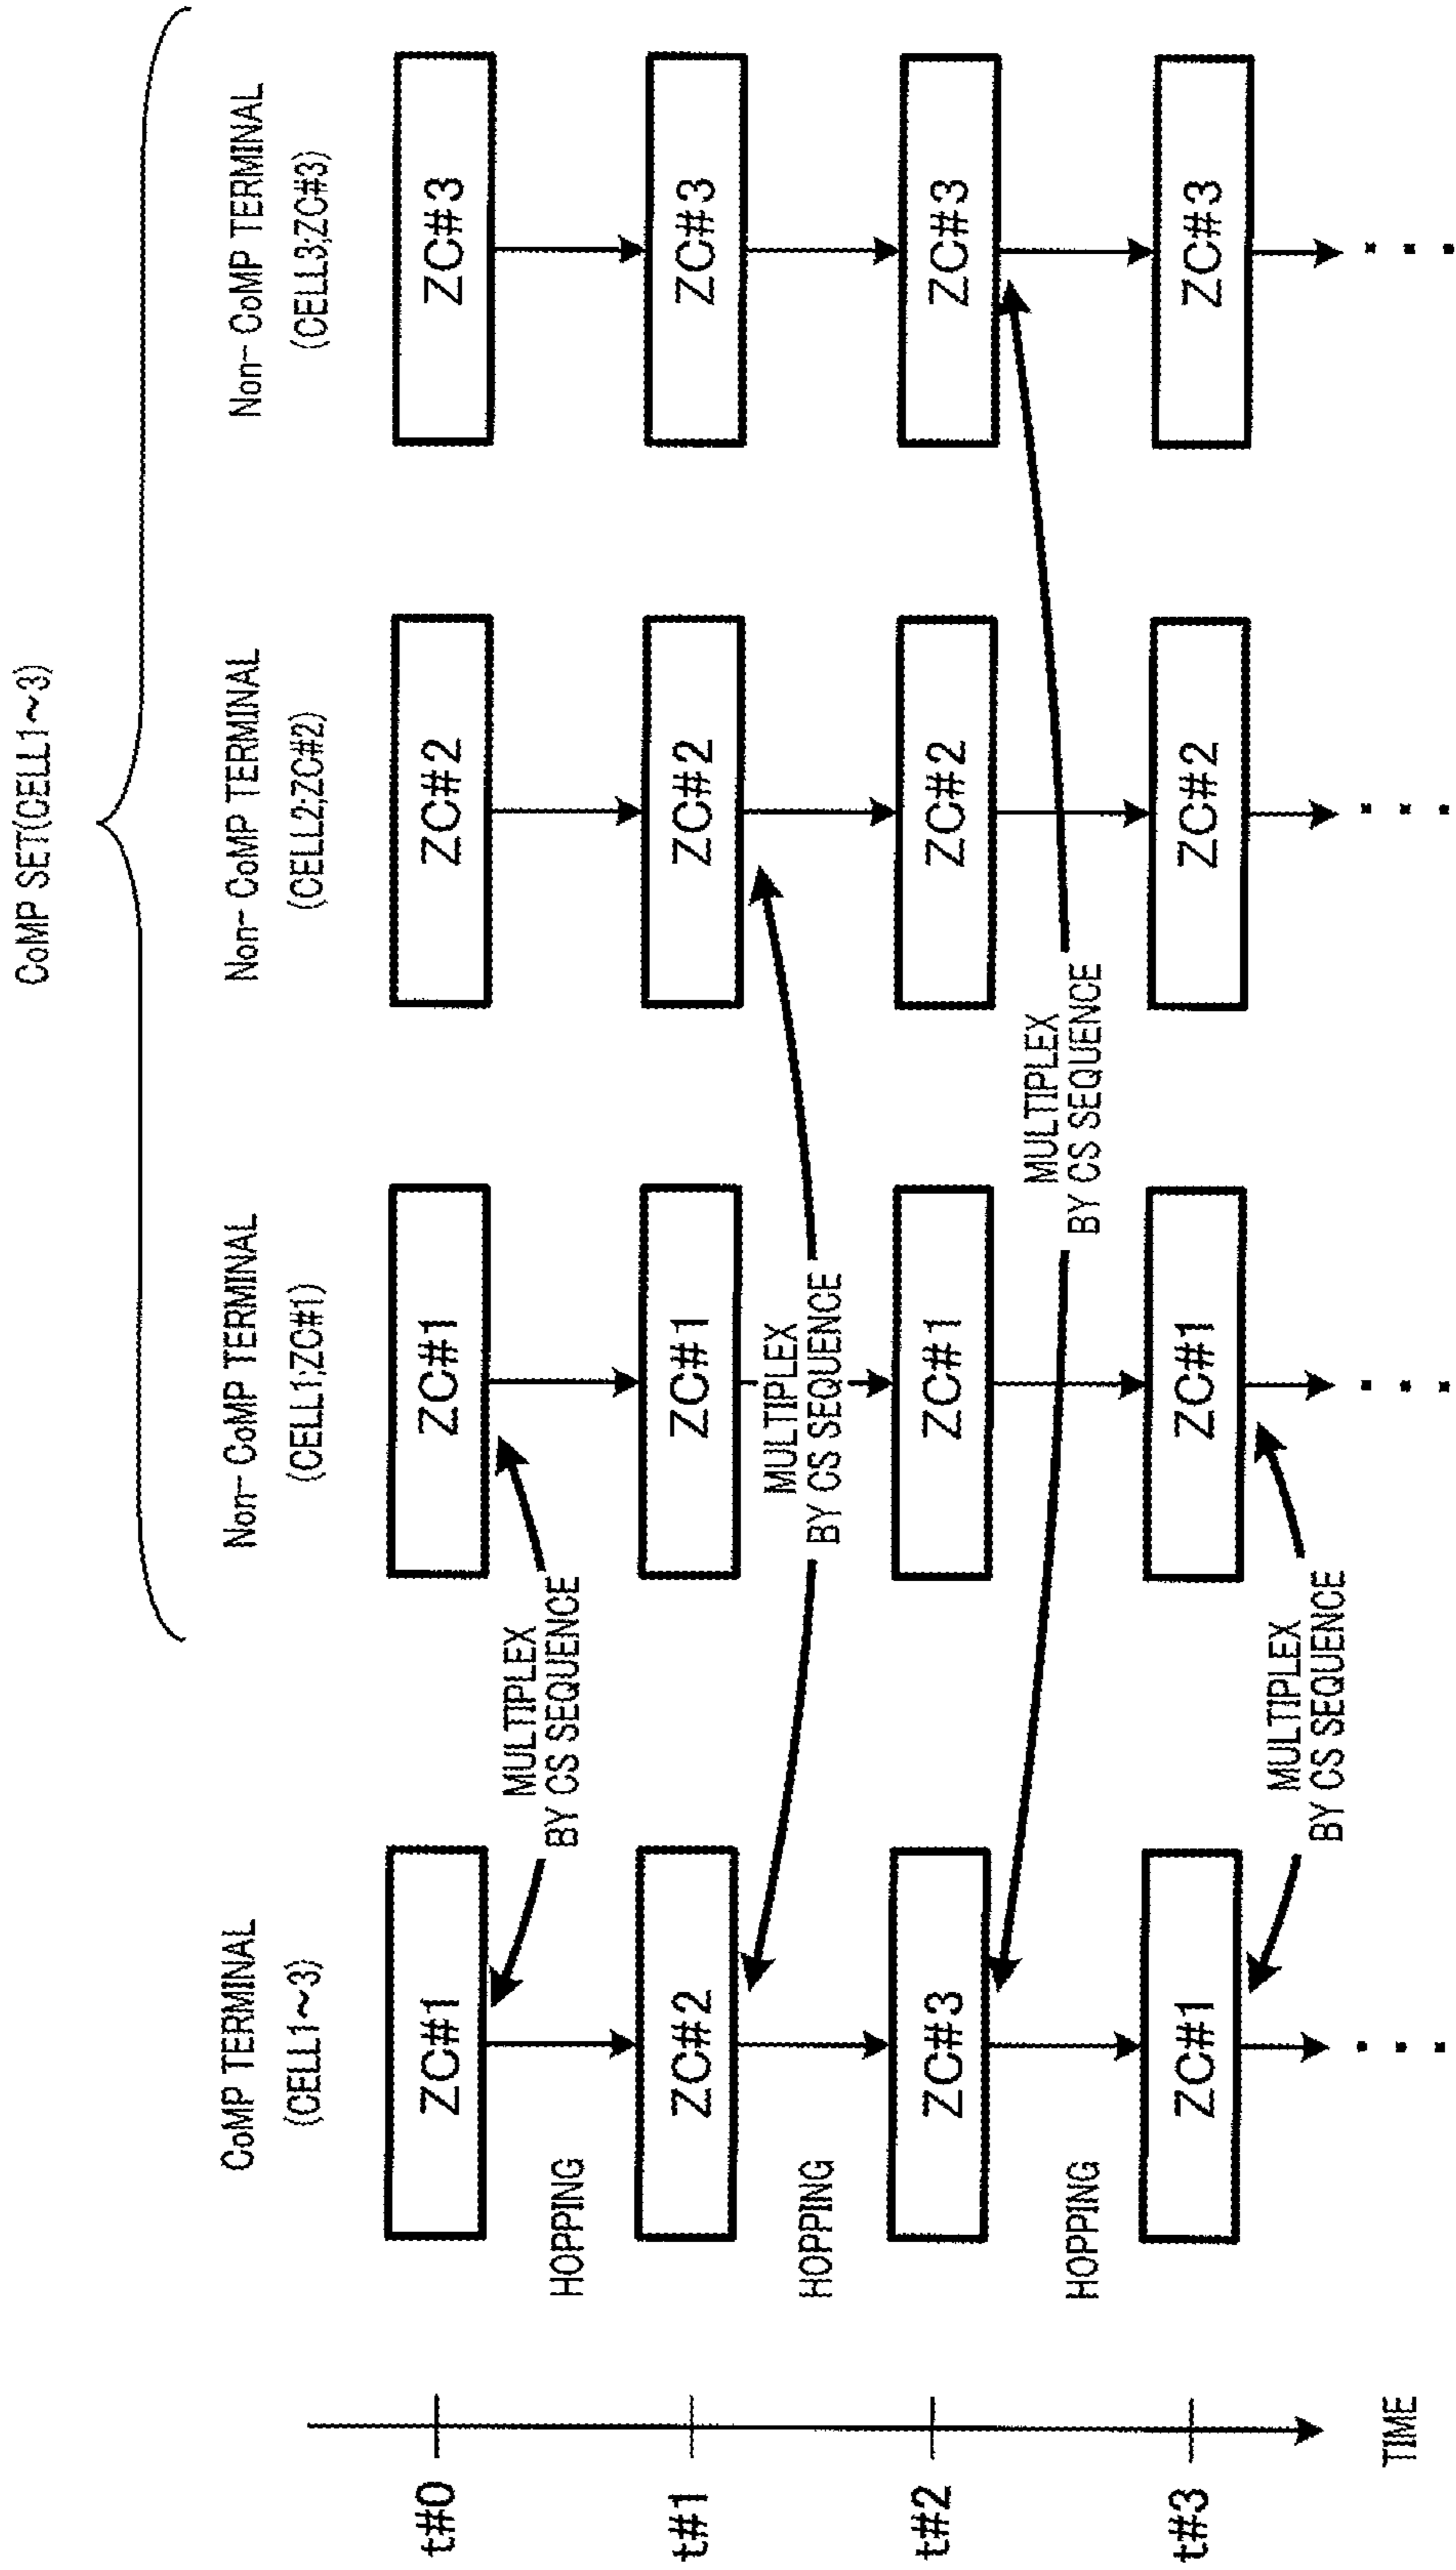 CoMP SET(CELL1~3)
CoMP TERMINAL
(CELL1~3)
Non- CoMP TERMINAL
(CELL1;ZC#1)
Non- CoMP TERMINAL
(CELL2;ZC#2)
Non- CoMP TERMINAL
(CELL3;ZC#3)
t#0
ZC#1
ZC#1
ZC#2
ZC#3
HOPPING
MULTIPLEX
BY CS SEQUENCE
t#1
ZC#2
ZC#1
ZC#2
ZC#3
HOPPING
MULTIPLEX
BY CS SEQUENCE
t#2
ZC#3
ZC#1
ZC#2
ZC#3
HOPPING
MULTIPLEX
BY CS SEQUENCE
t#3
ZC#1
ZC#1
ZC#2
ZC#3
MULTIPLEX
BY CS SEQUENCE
TIME